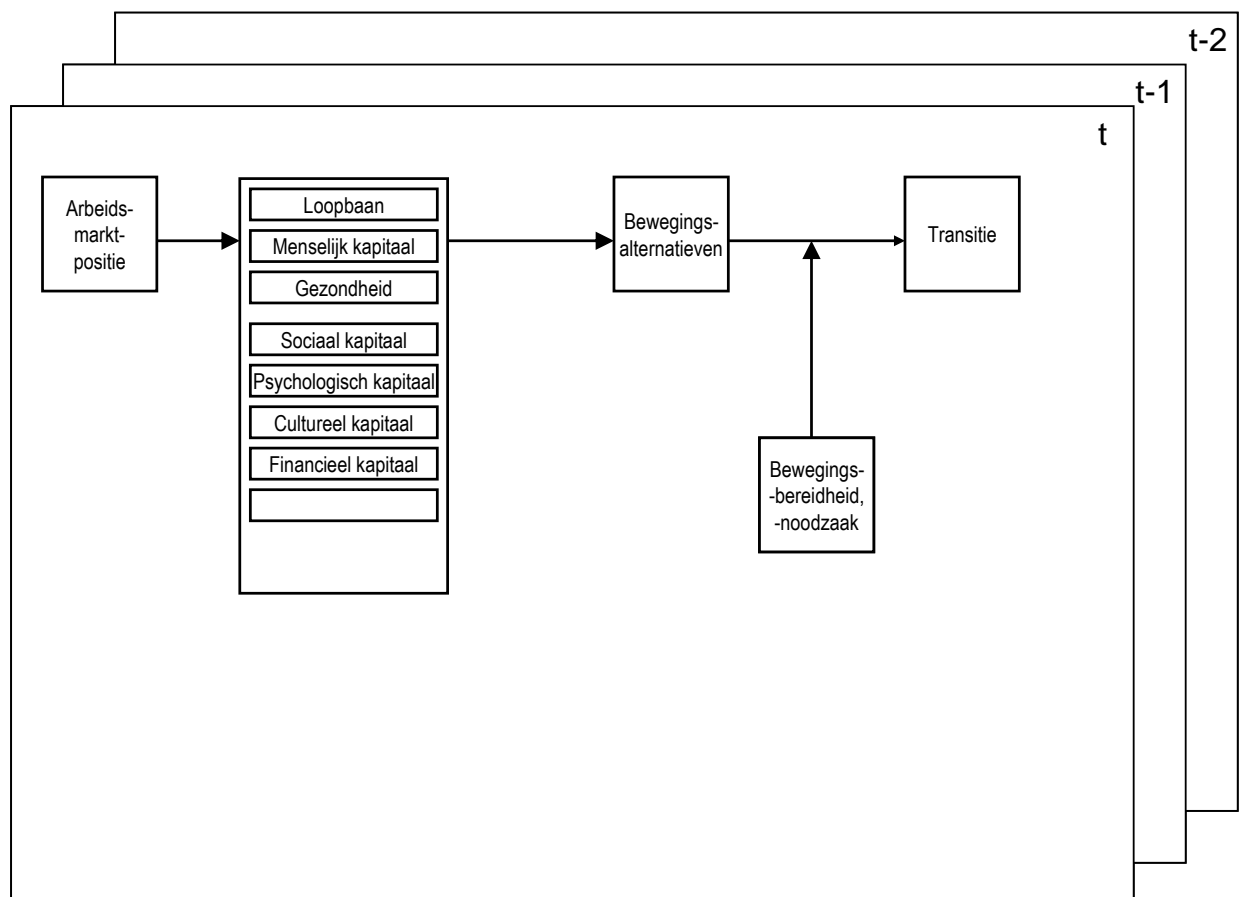 t-2
t-1
t
Arbeids-
markt-
positie
Loopbaan
Menselijk kapitaal
Gezondheid
Sociaal kapitaal
Psychologisch kapitaal
Cultureel kapitaal
Financieel kapitaal
Bewegings-
alternatieven
Transitie
Bewegings-
-bereidheid,
-noodzaak